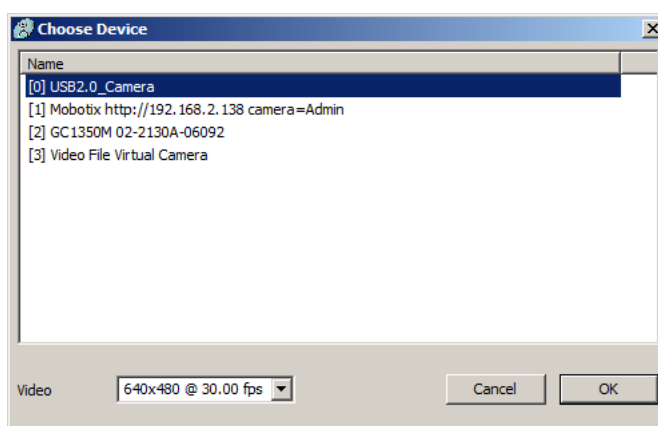 Choose Device
Name
[0] USB2.0_Camera
[1] Mobotix http://192.168.2.138 camera=Admin
[2] GC1350M 02-2130A-06092
[3] Video File Virtual Camera
Video 640x480 @ 30.00 fps Cancel OK